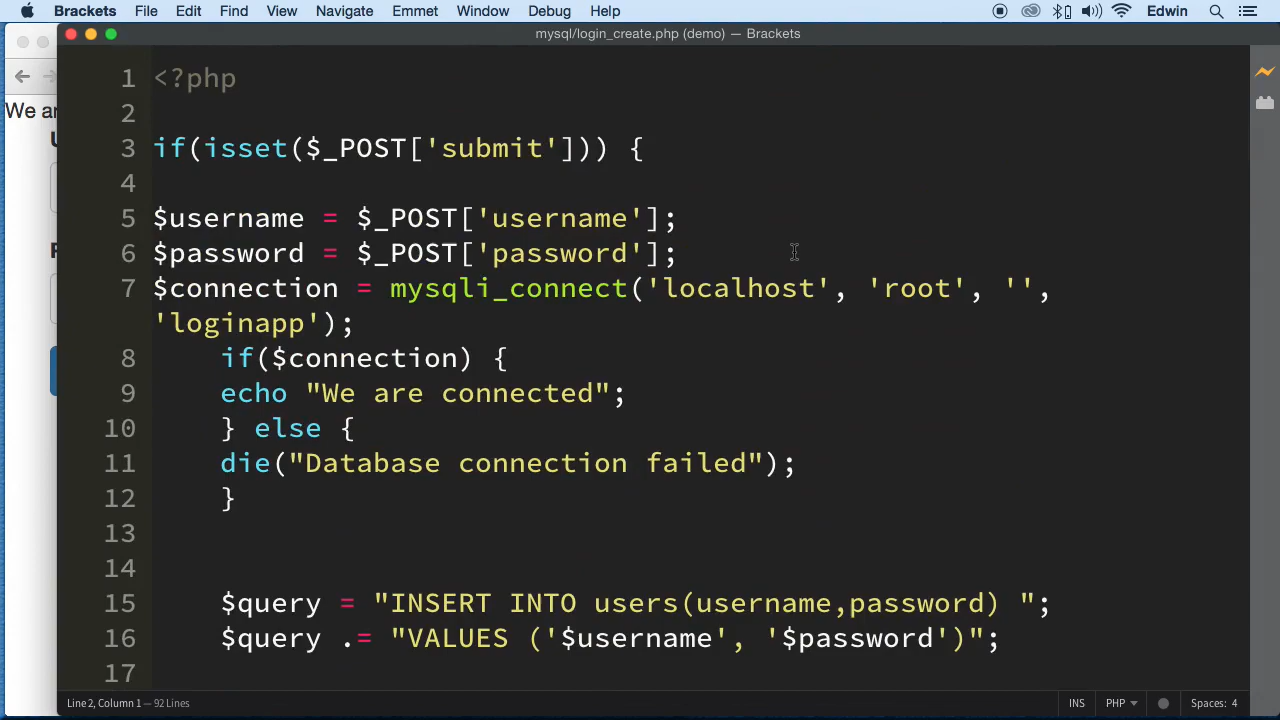 Brackets File Edit Find View Navigate Emmet Window Debug Help Edwin
mysql/login_create.php (demo) — Brackets
We ar
1 <?php
2
3 if(isset($_POST['submit'])) {
4
5 $username = $_POST['username'];
6 $password = $_POST['password'];
7 $connection = mysqli_connect('localhost', 'root', '',
'loginapp');
8 if($connection) {
9 echo "We are connected";
10 } else {
11 die("Database connection failed");
12 }
13
14
15 $query = "INSERT INTO users(username,password) ";
16 $query .= "VALUES ('$username', '$password')";
17
Line 2, Column 1 — 92 Lines INS PHP Spaces: 4